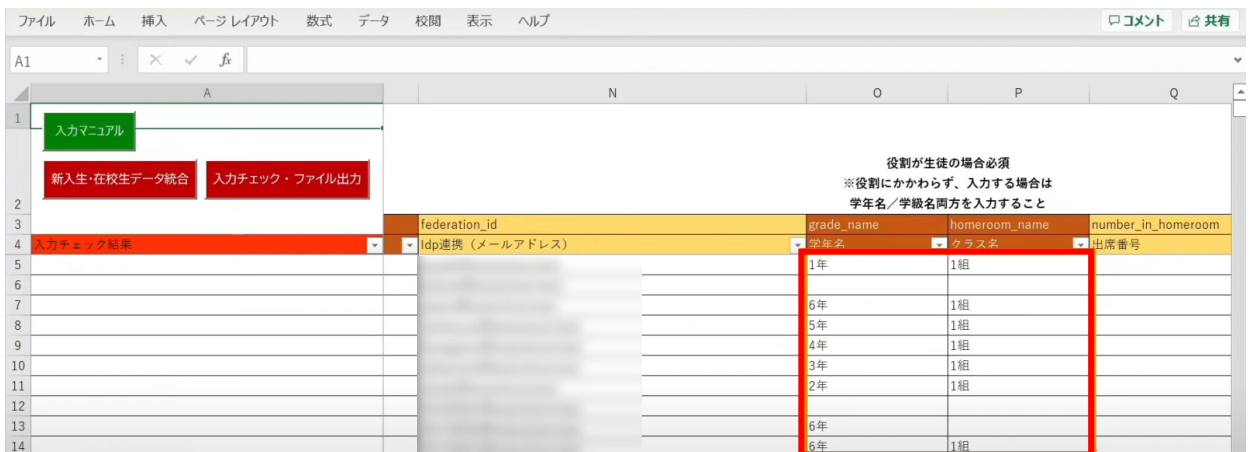 ファイル ホーム 挿入 ページ レイアウト 数式 データ 校閲 表示 ヘルプ コメント 共有
A1 fx
A N O P Q
1
入力マニュアル
役割が生徒の場合必須
新入生・在校生データ統合 入力チェック・ファイル出力
※役割にかかわらず、入力する場合は
2 学年名／学級名両方を入力すること
3 federation_id grade_name homeroom_name number_in_homeroom
4 入力チェック結果 Idp連携（メールアドレス） 学年名 クラス名 出席番号
5 1年 1組
6
7 6年 1組
8 5年 1組
9 4年 1組
10 3年 1組
11 2年 1組
12
13 6年
14 6年 1組